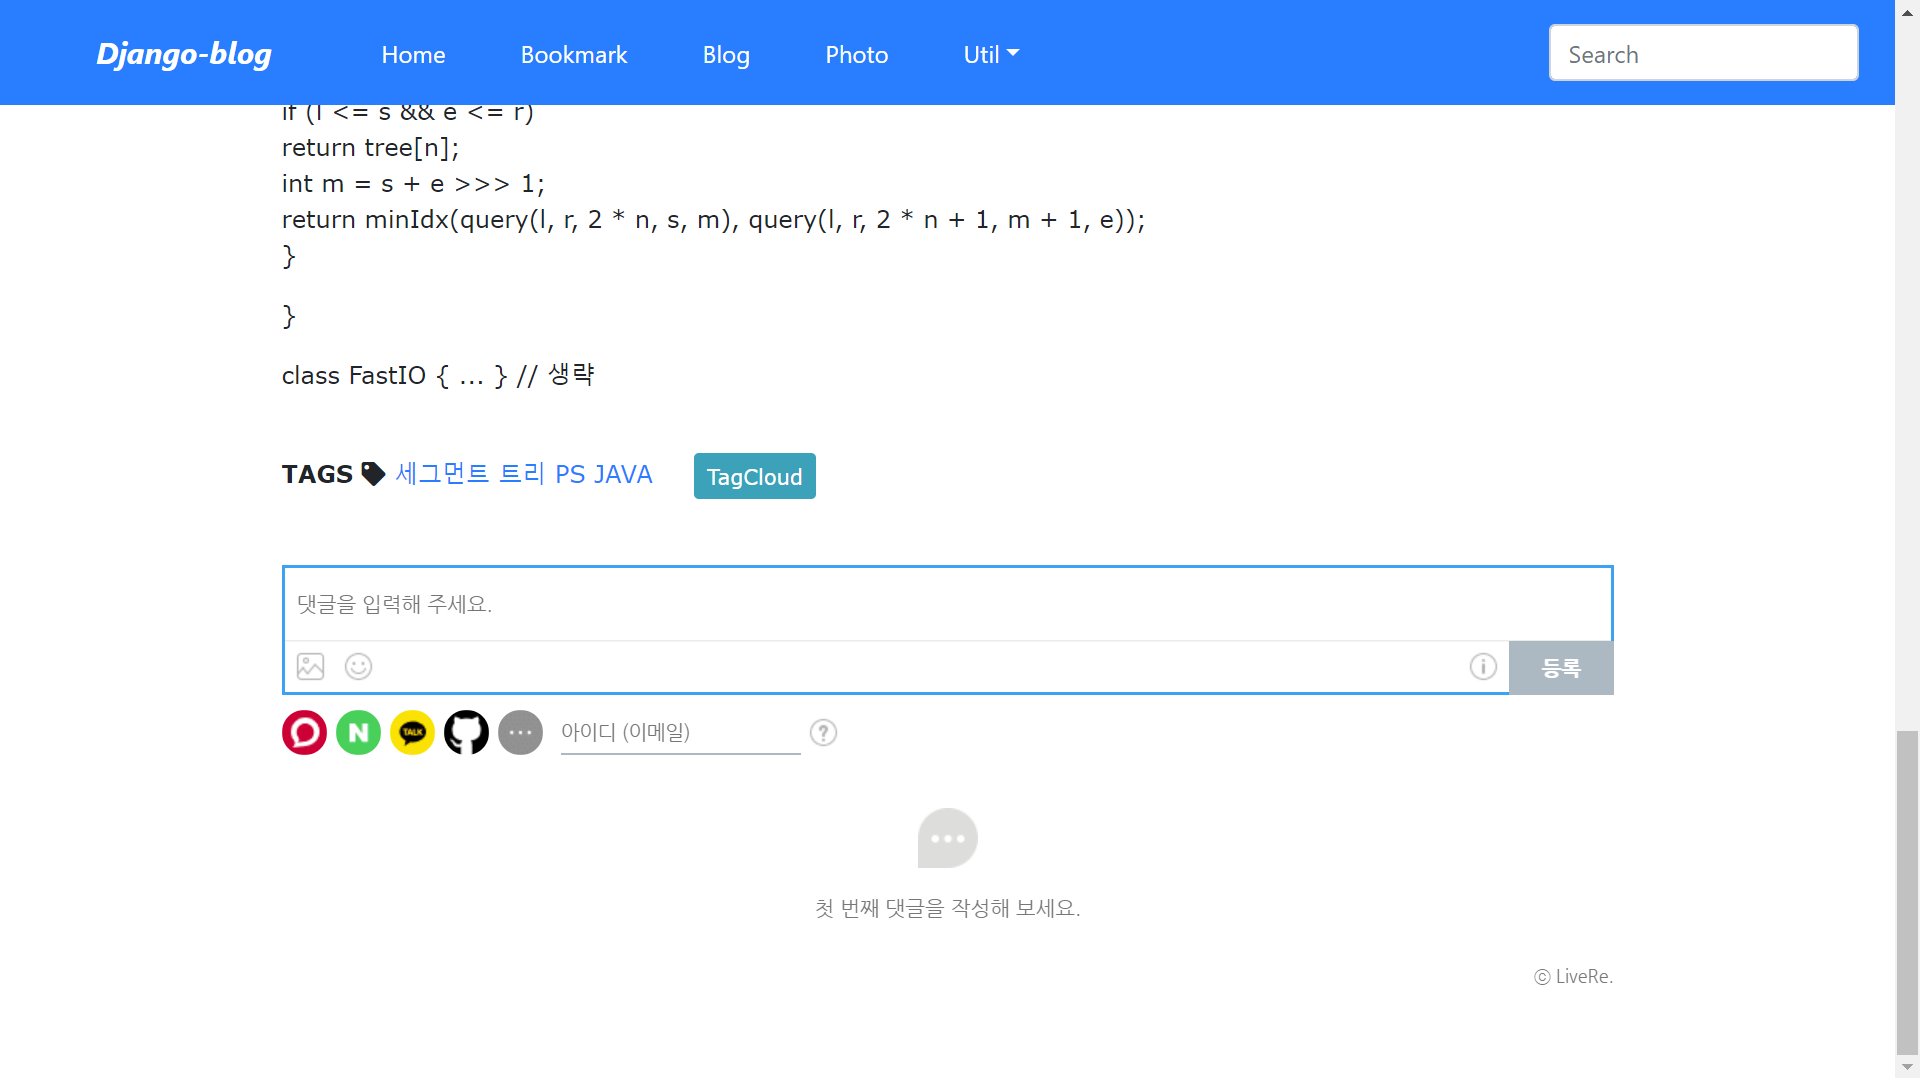 Django-blog Home Bookmark Blog Photo Util Search
if (l <= s && e <= r)
return tree[n];
int m = s + e >>> 1;
return minIdx(query(l, r, 2 * n, s, m), query(l, r, 2 * n + 1, m + 1, e));
}
}
class FastIO { ... } // 생략
TAGS 세그먼트 트리 PS JAVA TagCloud
댓글을 입력해 주세요.
등록
N TALK 아이디 (이메일) ?
첫 번째 댓글을 작성해 보세요.
ⓒ LiveRe.